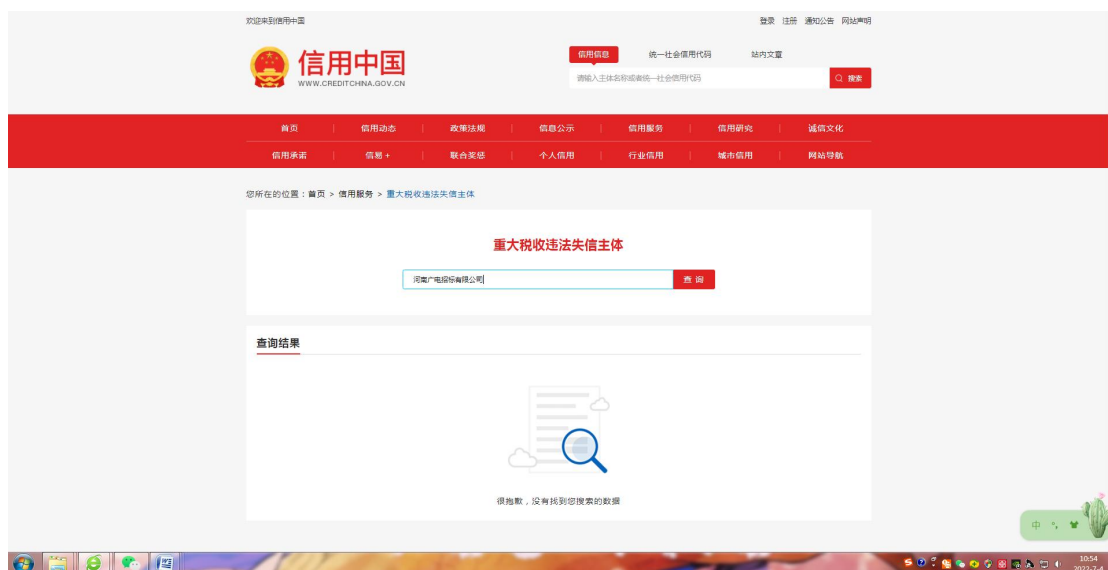 欢迎来到信用中国
登录 注册 通知公告 网站声明
信用中国
WWW.CREDITCHINA.GOV.CN
信用信息 统一社会信用代码 站内文章
请输入主体名称或者统一社会信用代码 搜索
首页 信用动态 政策法规 信息公示 信用服务 信用研究 诚信文化
信用承诺 信易+ 联合奖惩 个人信用 行业信用 城市信用 网站导航
您所在的位置：首页 > 信用服务 > 重大税收违法失信主体
重大税收违法失信主体
河南广电招标有限公司 查询
查询结果
很抱歉，没有找到您搜索的数据
中 °,
10:54
2022-7-4